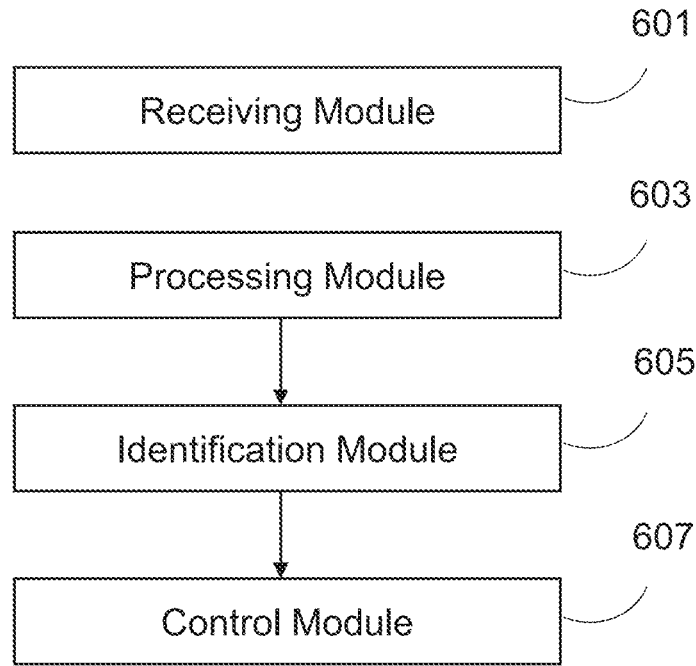 601
Receiving Module
603
Processing Module
605
Identification Module
607
Control Module